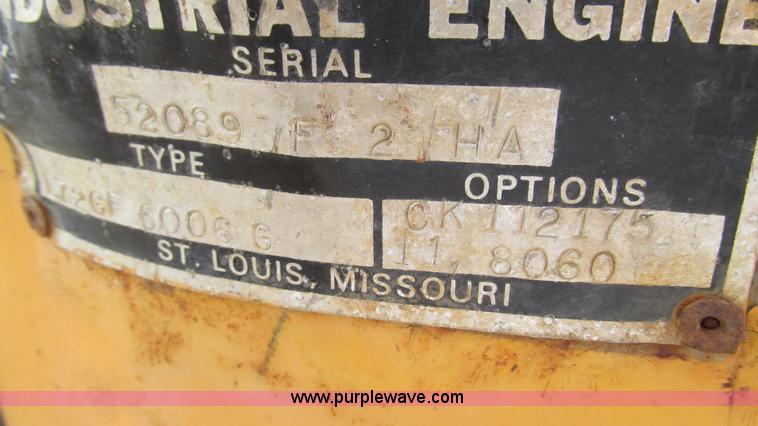 INDUSTRIAL ENGINE
SERIAL
52089 F 2 HA
TYPE
OPTIONS
6006 6
CK 112175
11, 8060
ST. LOUIS, MISSOURI
www.purplewave.com